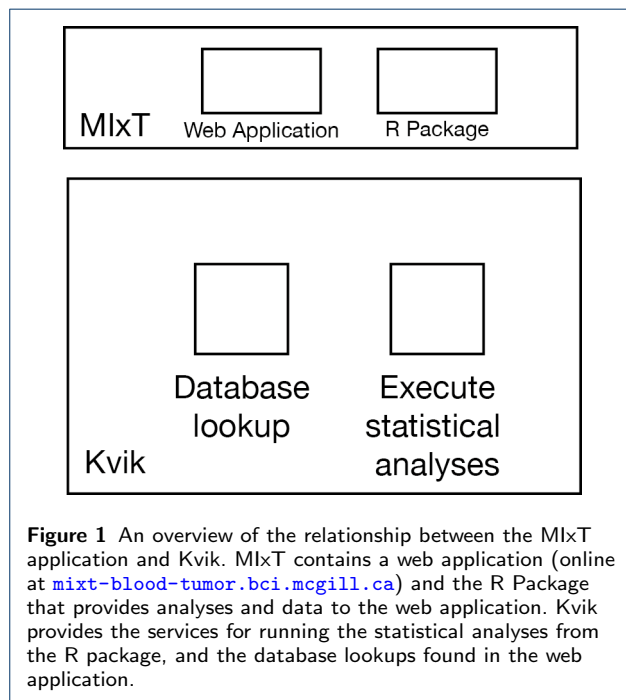 MIxT
Web Application
R Package
Database
lookup
Execute
statistical
analyses
Kvik
Figure 1 An overview of the relationship between the MIxT
application and Kvik. MIxT contains a web application (online
at mixt-blood-tumor.bci.mcgill.ca) and the R Package
that provides analyses and data to the web application. Kvik
provides the services for running the statistical analyses from
the R package, and the database lookups found in the web
application.